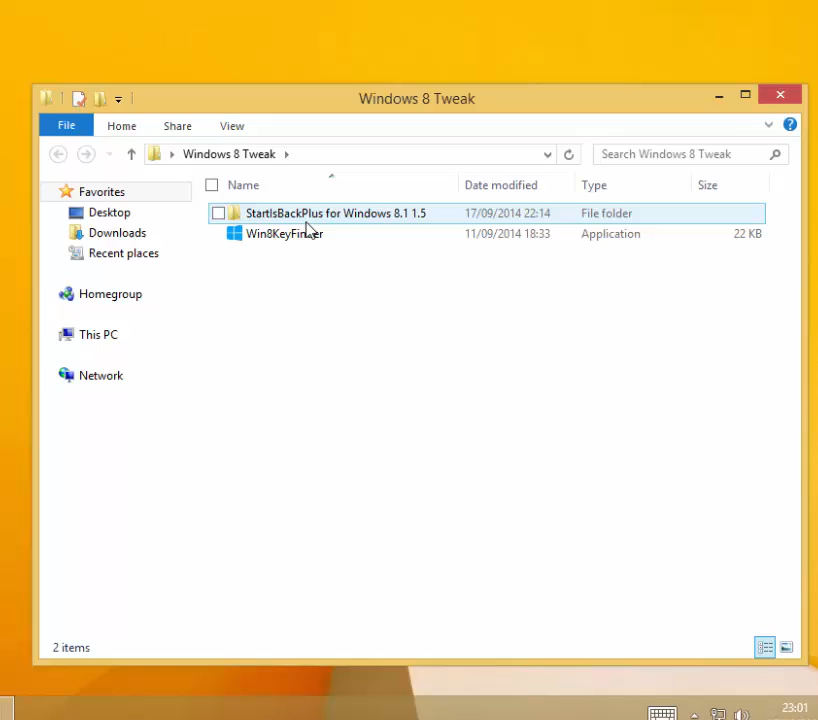 Windows 8 Tweak
File Home Share View
Windows 8 Tweak Search Windows 8 Tweak
Name Date modified Type Size
Favorites
Desktop
Downloads
Recent places
Homegroup
This PC
Network
StartIsBackPlus for Windows 8.1 1.5 17/09/2014 22:14 File folder
Win8KeyFinder 11/09/2014 18:33 Application 22 KB
2 items
23:01